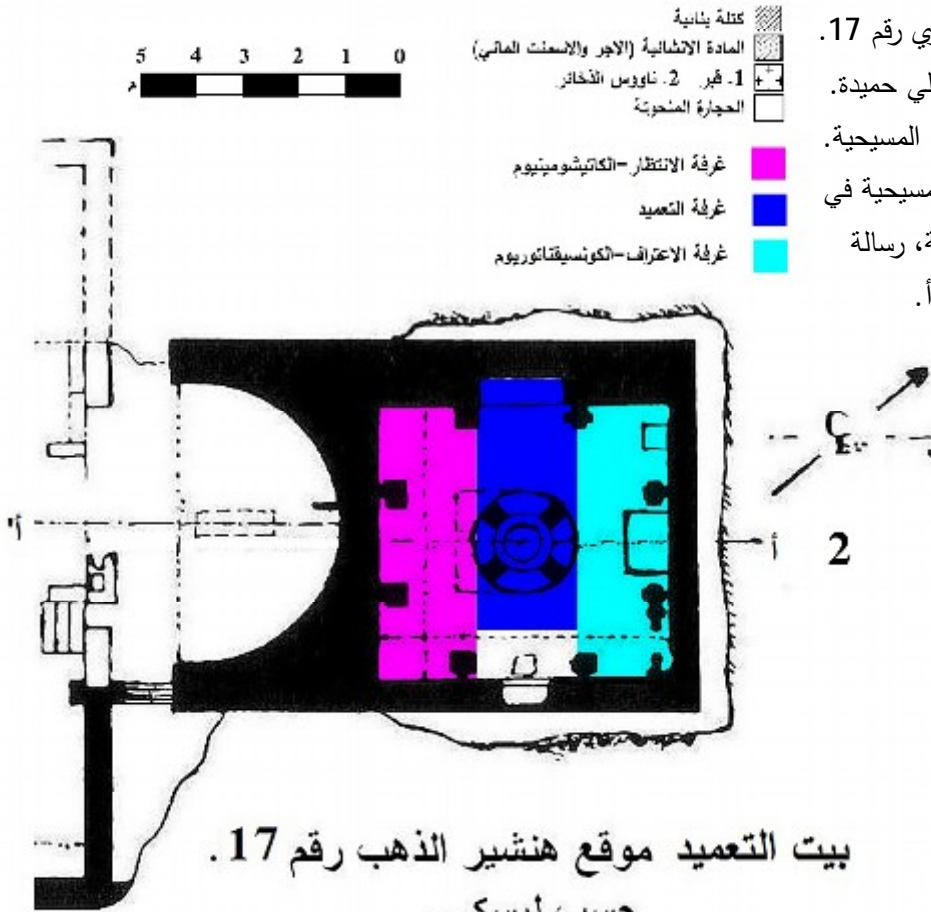 كتلة بنائية
المادة الانشائية (الاجر والاسمنت المائي)
1. قبر 2. ناووس الذخائر
الحجارة المنحوتة
غرفة الانتظار-الكاتيشومينيوم
غرفة التعميد
غرفة الاعتراف-الكونسيقناتوريوم
5 4 3 2 1 0
م
ي رقم 17.
حميدة.
المسيحية.
مسيحية في
ة، رسالة
أ.
أ'
أ
2
بيت التعميد موقع هنشير الذهب رقم 17.